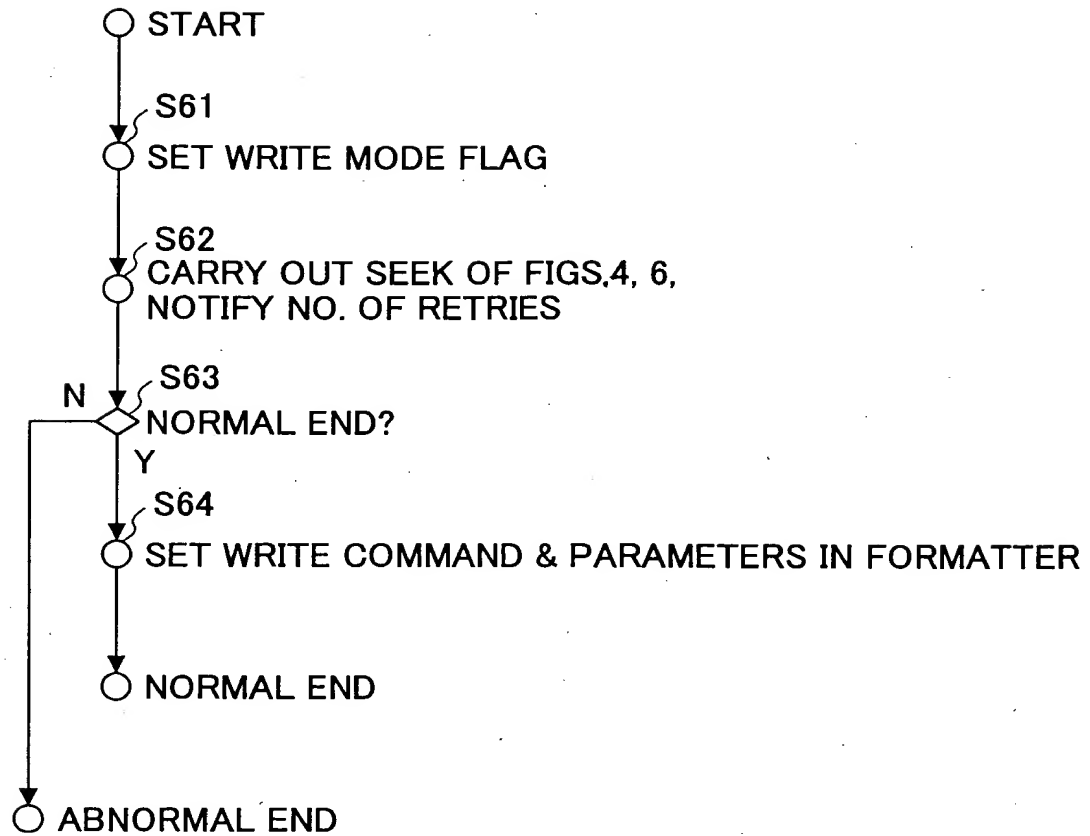 START
S61
SET WRITE MODE FLAG
S62
CARRY OUT SEEK OF FIGS.4, 6,
NOTIFY NO. OF RETRIES
S63
N
NORMAL END?
Y
S64
SET WRITE COMMAND & PARAMETERS IN FORMATTER
NORMAL END
ABNORMAL END